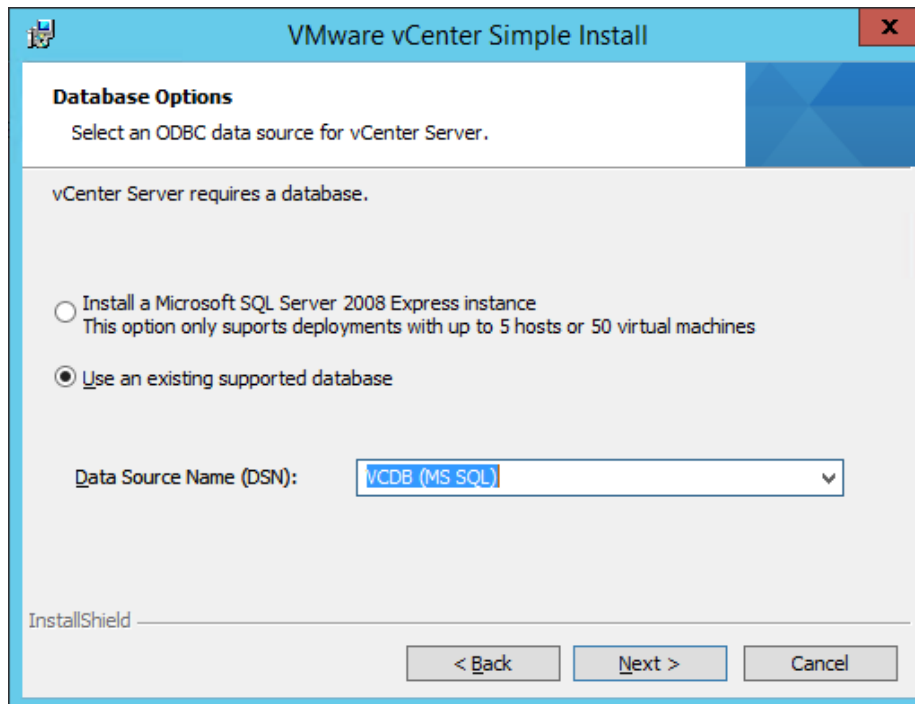 VMware vCenter Simple Install
x
Database Options
Select an ODBC data source for vCenter Server.
vCenter Server requires a database.
Install a Microsoft SQL Server 2008 Express instance
This option only suports deployments with up to 5 hosts or 50 virtual machines
Use an existing supported database
Data Source Name (DSN):
VCDB (MS SQL)
InstallShield
< Back
Next >
Cancel